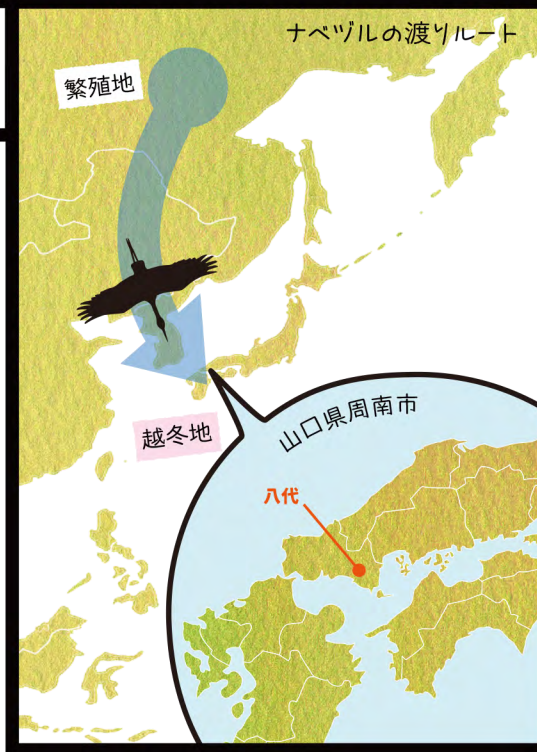 ナベヅルの渡りルート
繁殖地
越冬地
山口県周南市
八代